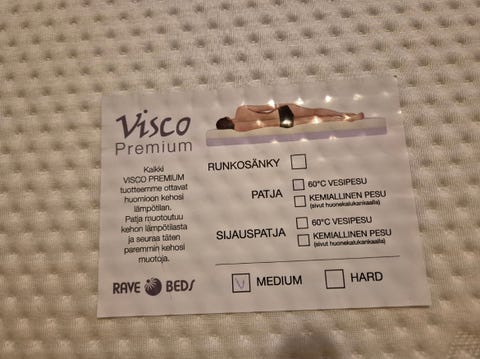 Visco
Premium
Kaikki
VISCO PREMIUM
tuotteemme ottavat
huomioon kehosi
lämpötilan.
Patja muotoutuu
kehon lämpötilasta
ja seuraa täten
paremmin kehosi
muotoja.
RAVE BEDS
RUNKOSÄNKY
PATJA
60°C VESIPESU
KEMIALLINEN PESU
(sivut huonekalukankaalla)
SIJAUSPATJA
60°C VESIPESU
KEMIALLINEN PESU
(sivut huonekalukankaalla)
V MEDIUM
HARD